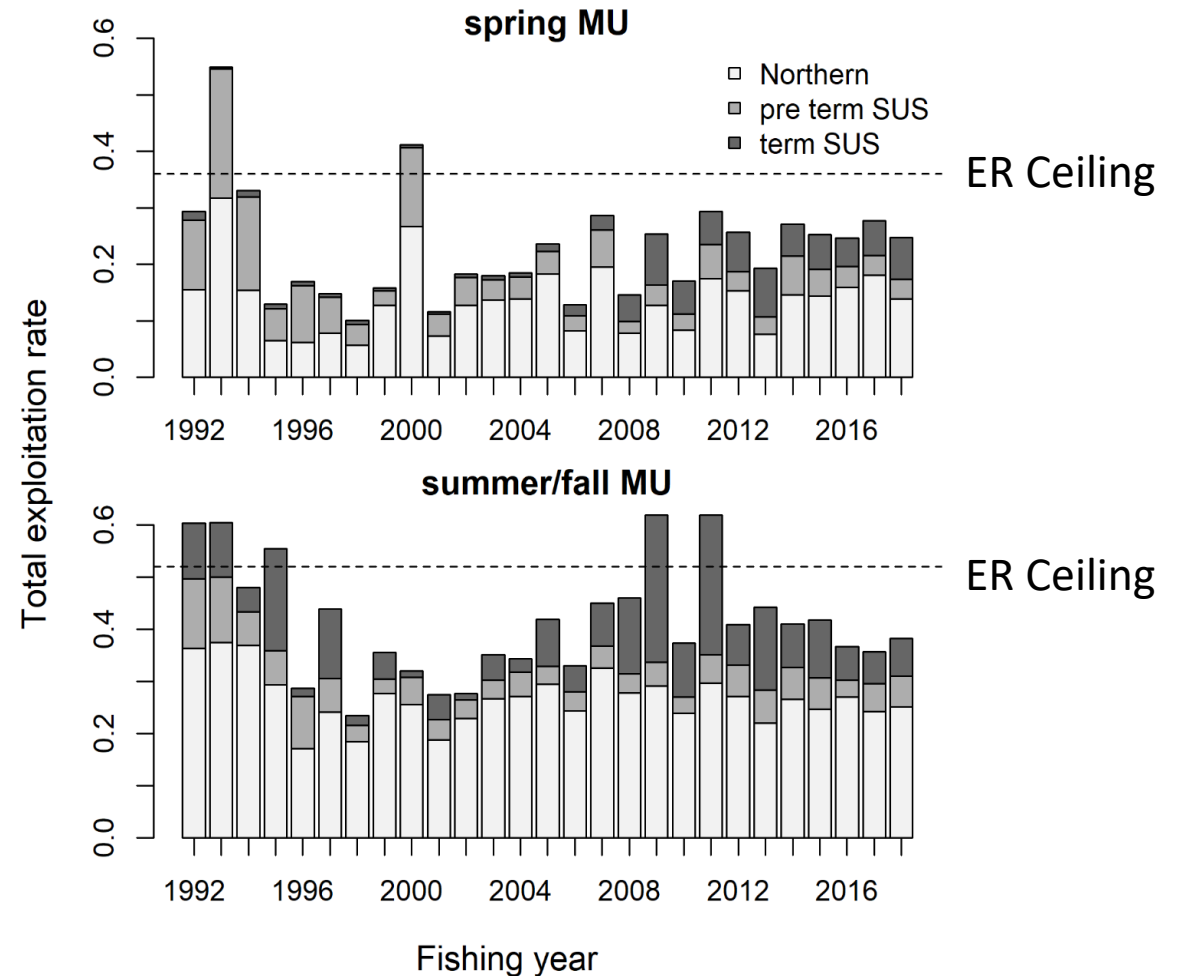 spring MU
0.6
0.4
0.2
0.0
Northern
pre term SUS
term SUS
ER Ceiling
1992 1996 2000 2004 2008 2012 2016
Total exploitation rate
summer/fall MU
0.6
0.4
0.2
0.0
ER Ceiling
1992 1996 2000 2004 2008 2012 2016
Fishing year